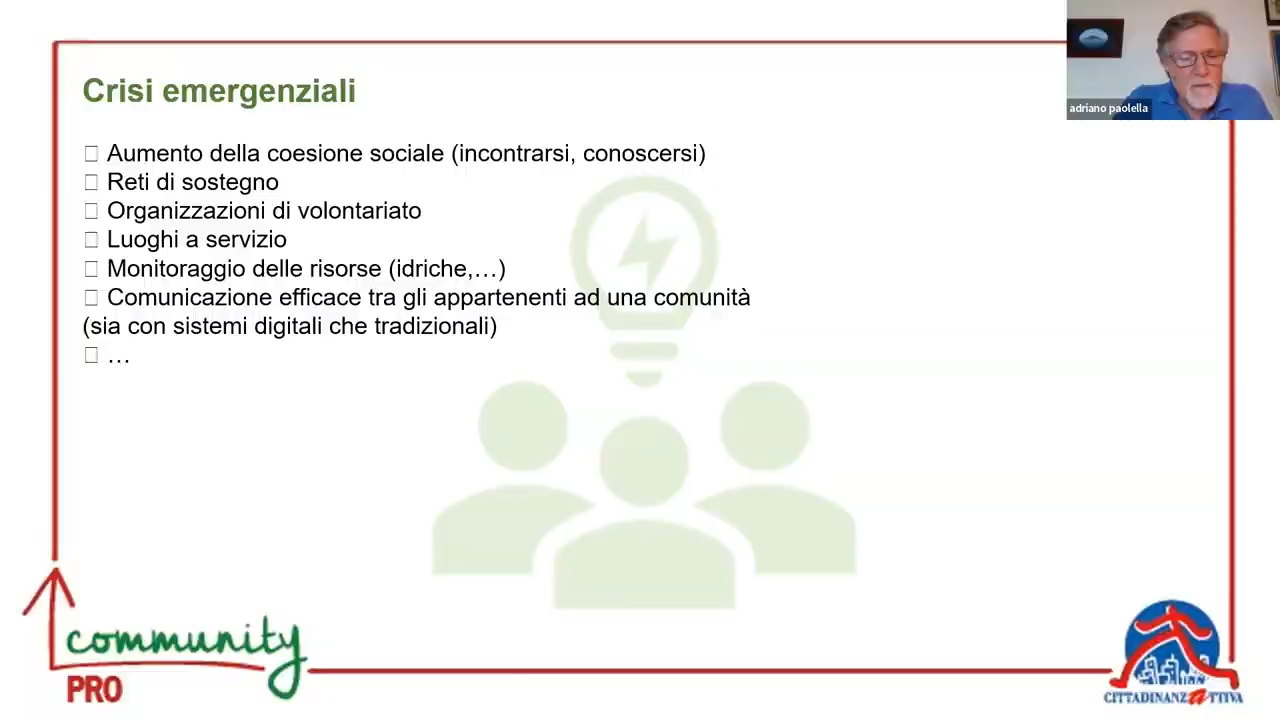 adriano paolella
Crisi emergenziali
 Aumento della coesione sociale (incontrarsi, conoscersi)
 Reti di sostegno
 Organizzazioni di volontariato
 Luoghi a servizio
 Monitoraggio delle risorse (idriche,…)
 Comunicazione efficace tra gli appartenenti ad una comunità
(sia con sistemi digitali che tradizionali)
 …
community
PRO
CITTADINANZATTIVA